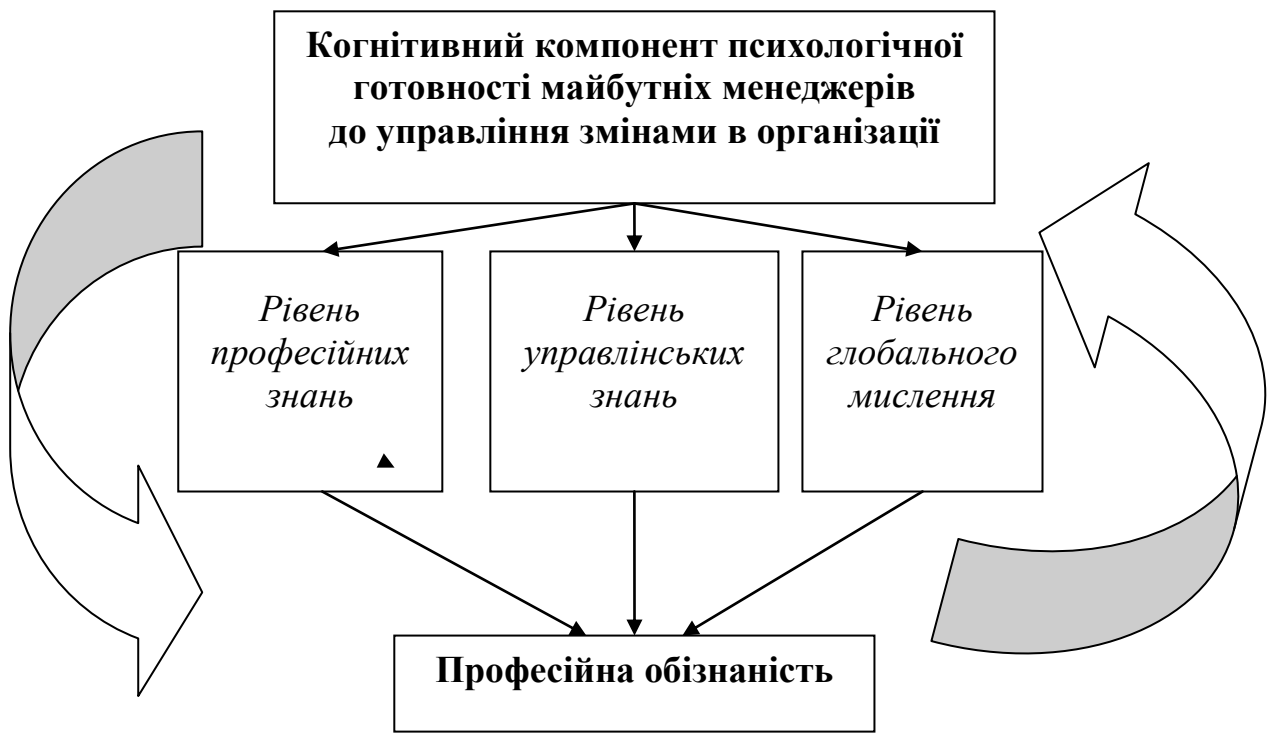 Когнітивний компонент психологічної
готовності майбутніх менеджерів
до управління змінами в організації
Рівень
професійних
знань
Рівень
управлінських
знань
Рівень
глобального
мислення
Професійна обізнаність